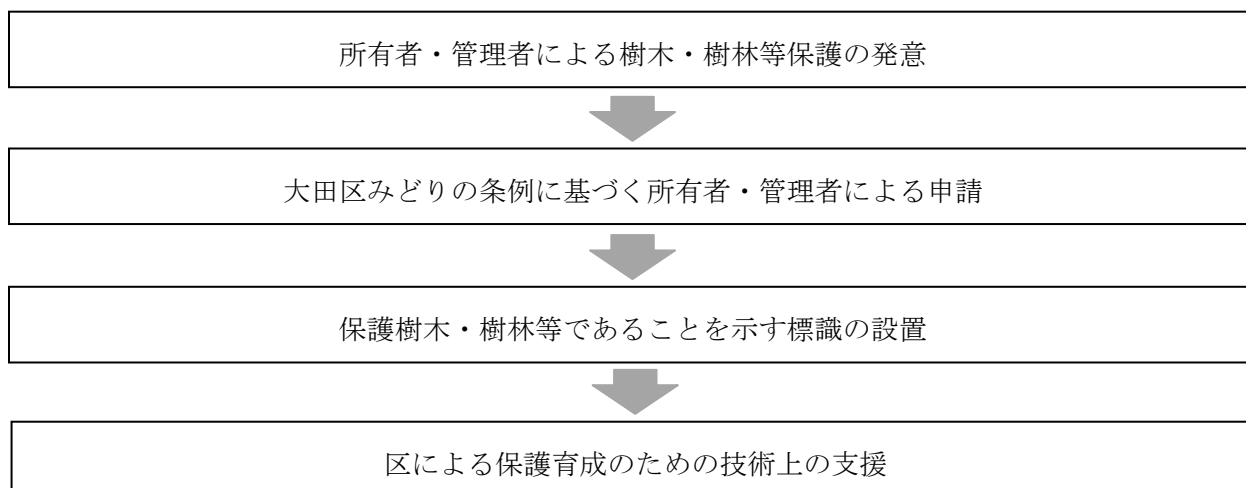 所有者・管理者による樹木・樹林等保護の発意
大田区みどりの条例に基づく所有者・管理者による申請
保護樹木・樹林等であることを示す標識の設置
区による保護育成のための技術上の支援